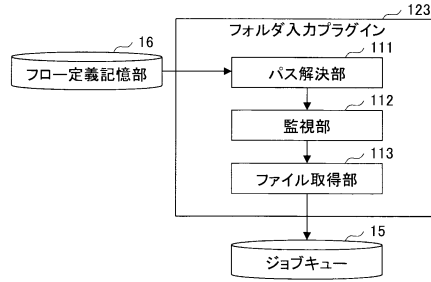 123
フォルダ入力プラグイン
16
フロー定義記憶部
111
パス解決部
112
監視部
113
ファイル取得部
15
ジョブキュー